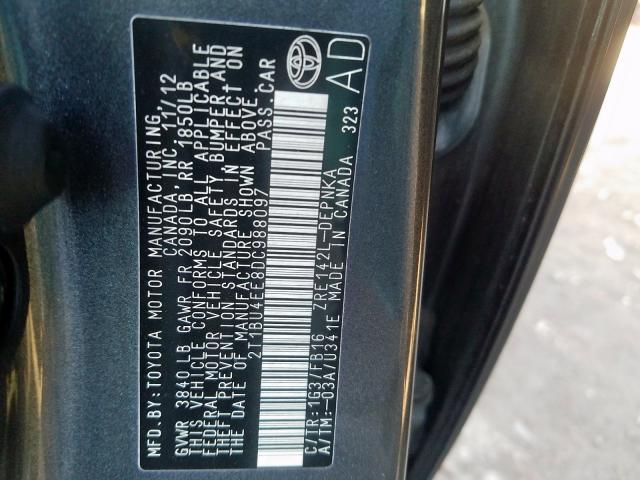 MFD.BY:TOYOTA MOTOR MANUFACTURING,
CANADA,INC. 11/12
GVWR 3840LB GAWR FR 2090LB RR 1850LB
THIS VEHICLE CONFORMS TO ALL APPLICABLE
FEDERAL MOTOR VEHICLE SAFETY, BUMPER, AND
THEFT PREVENTION STANDARDS IN EFFECT ON
THE DATE OF MANUFACTURE SHOWN ABOVE.
2T1BU4EE8DC988097 PASS.CAR
C/TR:1G3/FB16 ZRE142L-DEPNKA
A/TM:-03A/U341E MADE IN CANADA 323
AD